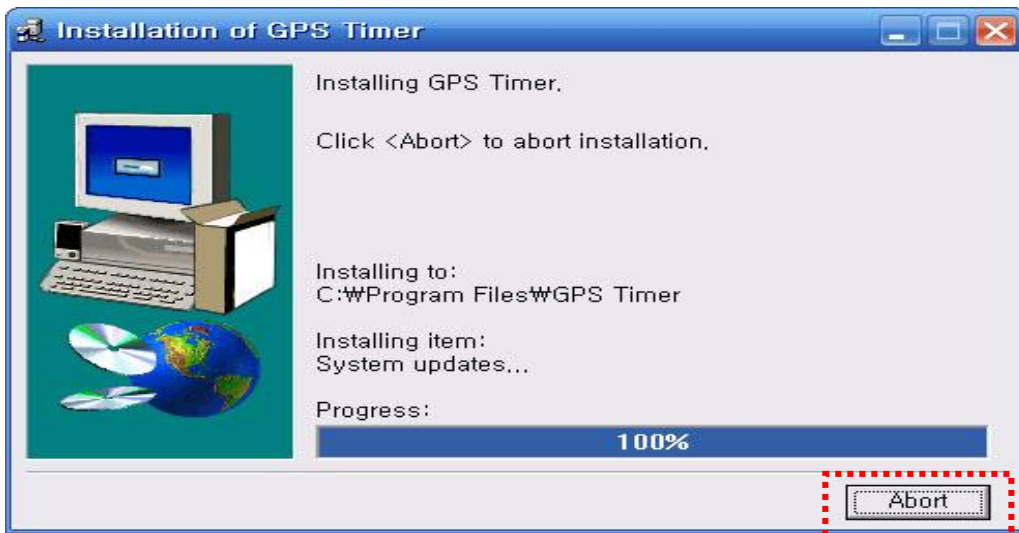 Installation of GPS Timer
Installing GPS Timer,
Click <Abort> to abort installation,
Installing to:
C:₩Program Files₩GPS Timer
Installing item:
System updates,,,
Progress:
100%
Abort